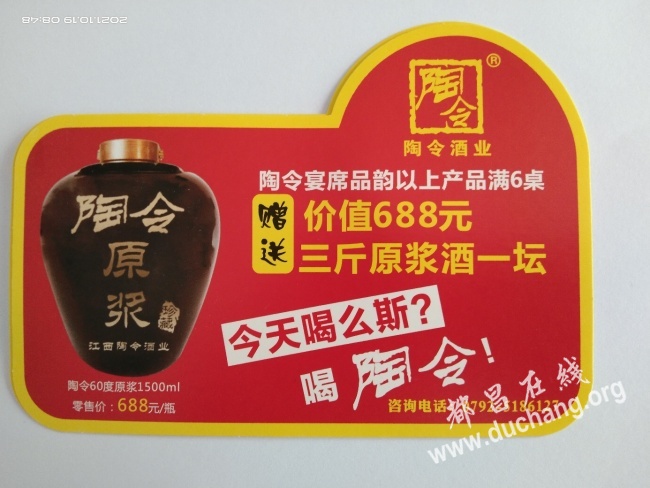 2021.10.19 08:48
陶令
®
陶令酒业
陶令宴席品韵以上产品满6桌
赠送
价值688元
三斤原浆酒一坛
陶令
原
浆
珍藏
江西陶令酒业
今天喝么斯?
喝陶令!
陶令60度原浆1500ml
零售价：688元/瓶
咨询电话
都昌在线
www.duchang.org